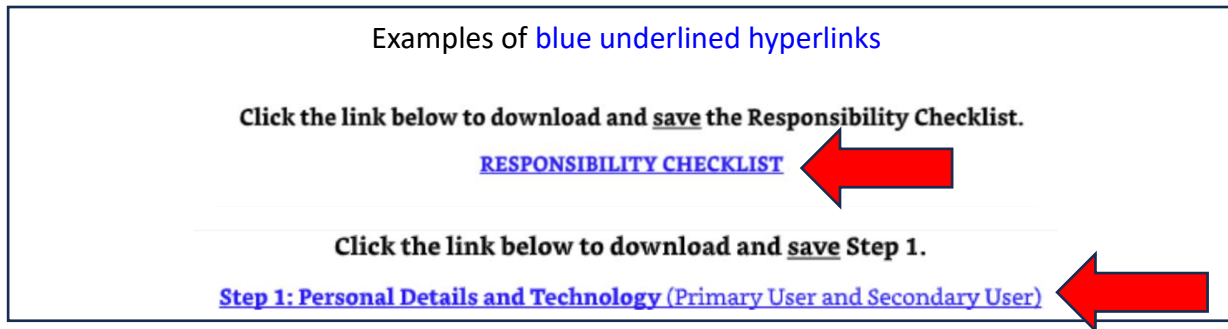 Examples of blue underlined hyperlinks
Click the link below to download and save the Responsibility Checklist.
RESPONSIBILITY CHECKLIST
Click the link below to download and save Step 1.
Step 1: Personal Details and Technology (Primary User and Secondary User)